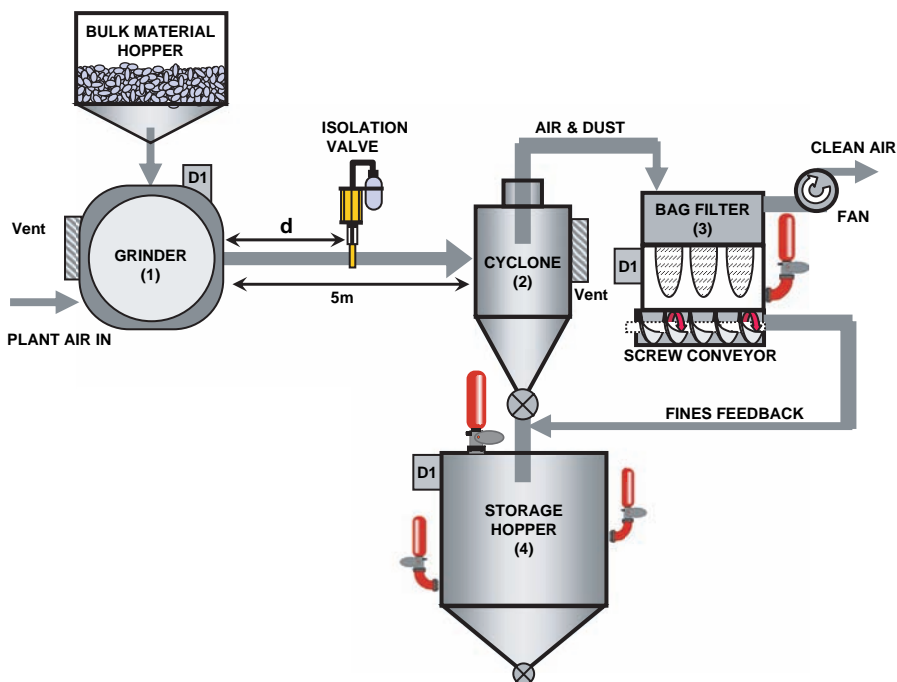 BULK MATERIAL
HOPPER
ISOLATION
VALVE
AIR & DUST
CLEAN AIR
D1
Vent
d
GRINDER
(1)
5m
CYCLONE
(2)
Vent
BAG FILTER
(3)
FAN
D1
PLANT AIR IN
SCREW CONVEYOR
FINES FEEDBACK
D1
STORAGE
HOPPER
(4)